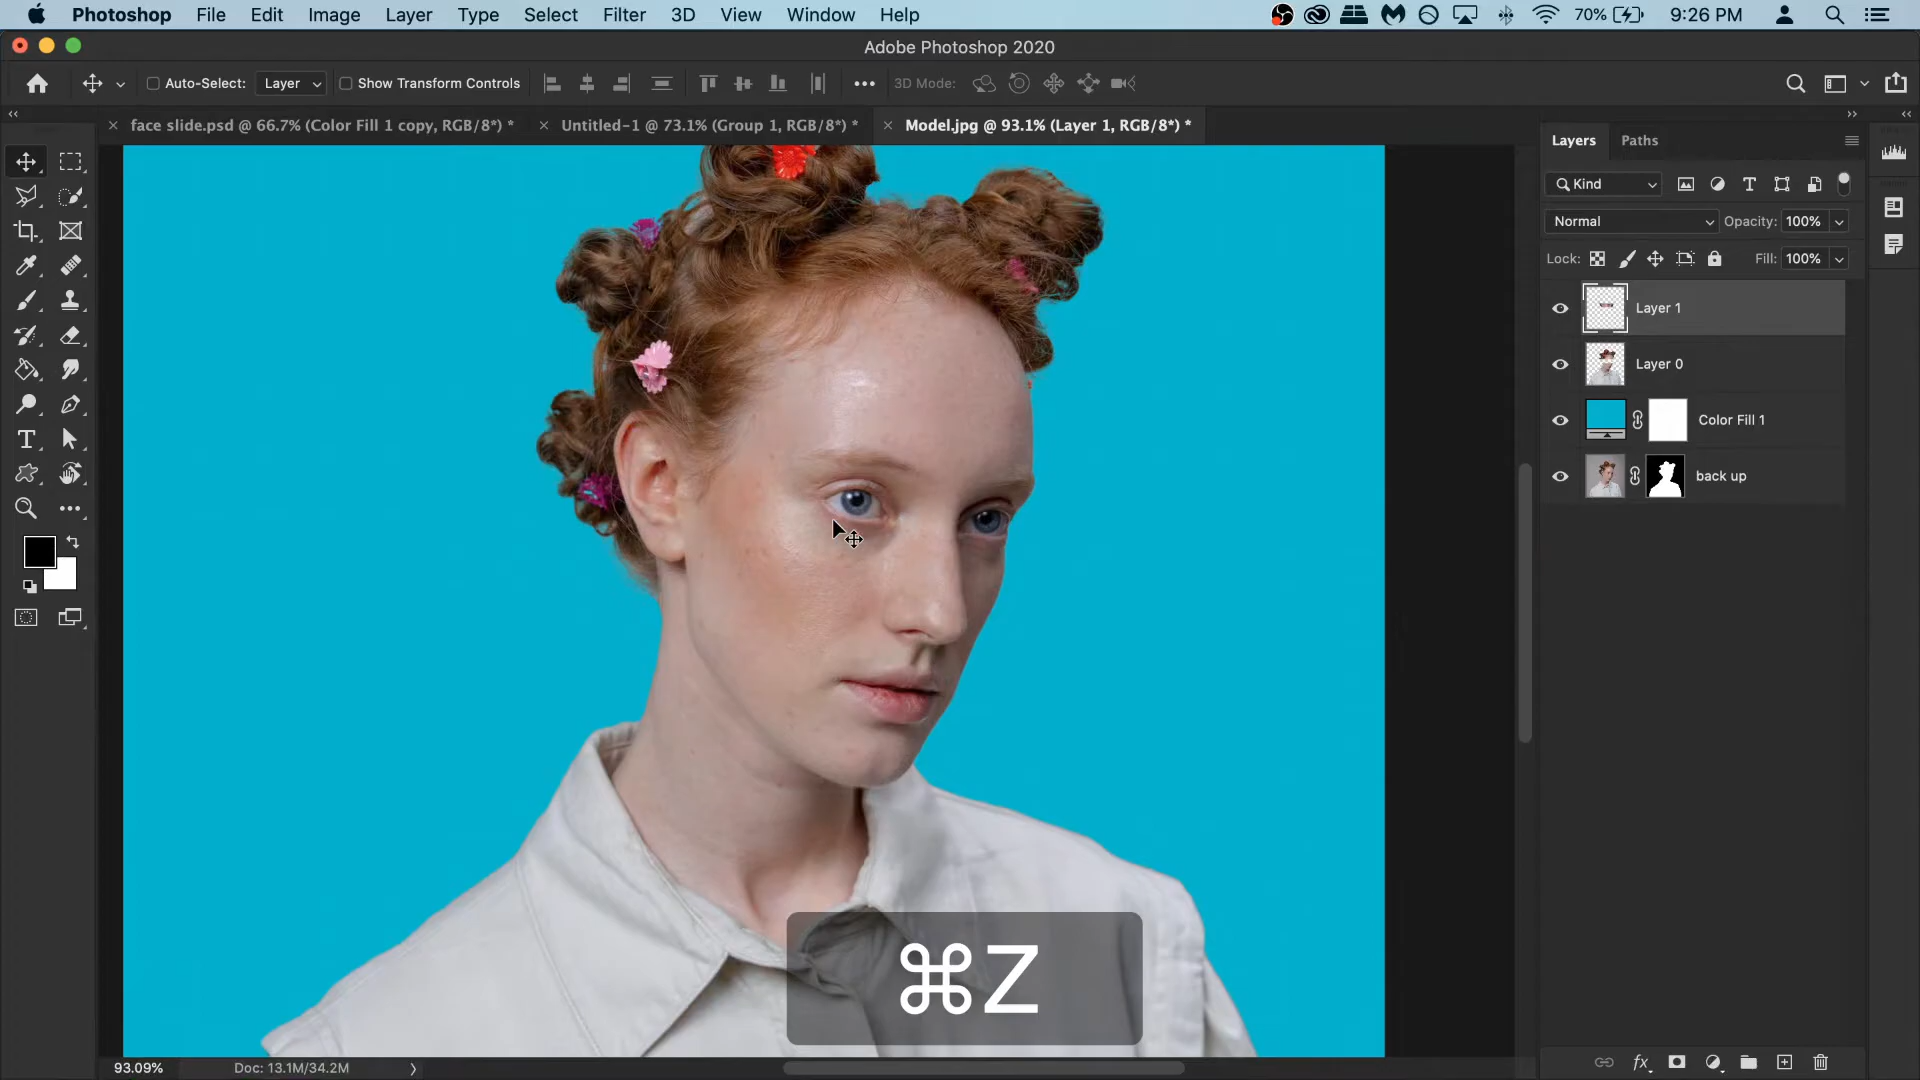 Photoshop File Edit Image Layer Type Select Filter 3D View Window Help 70% 9:26 PM
Adobe Photoshop 2020
Auto-Select: Layer Show Transform Controls 3D Mode:
face slide.psd @ 66.7% (Color Fill 1 copy, RGB/8*) * Untitled-1 @ 73.1% (Group 1, RGB/8*) * Model.jpg @ 93.1% (Layer 1, RGB/8*) *
Layers Paths
Kind
Normal Opacity: 100%
Lock: Fill: 100%
Layer 1
Layer 0
Color Fill 1
back up
⌘Z
93.09% Doc: 13.1M/34.2M